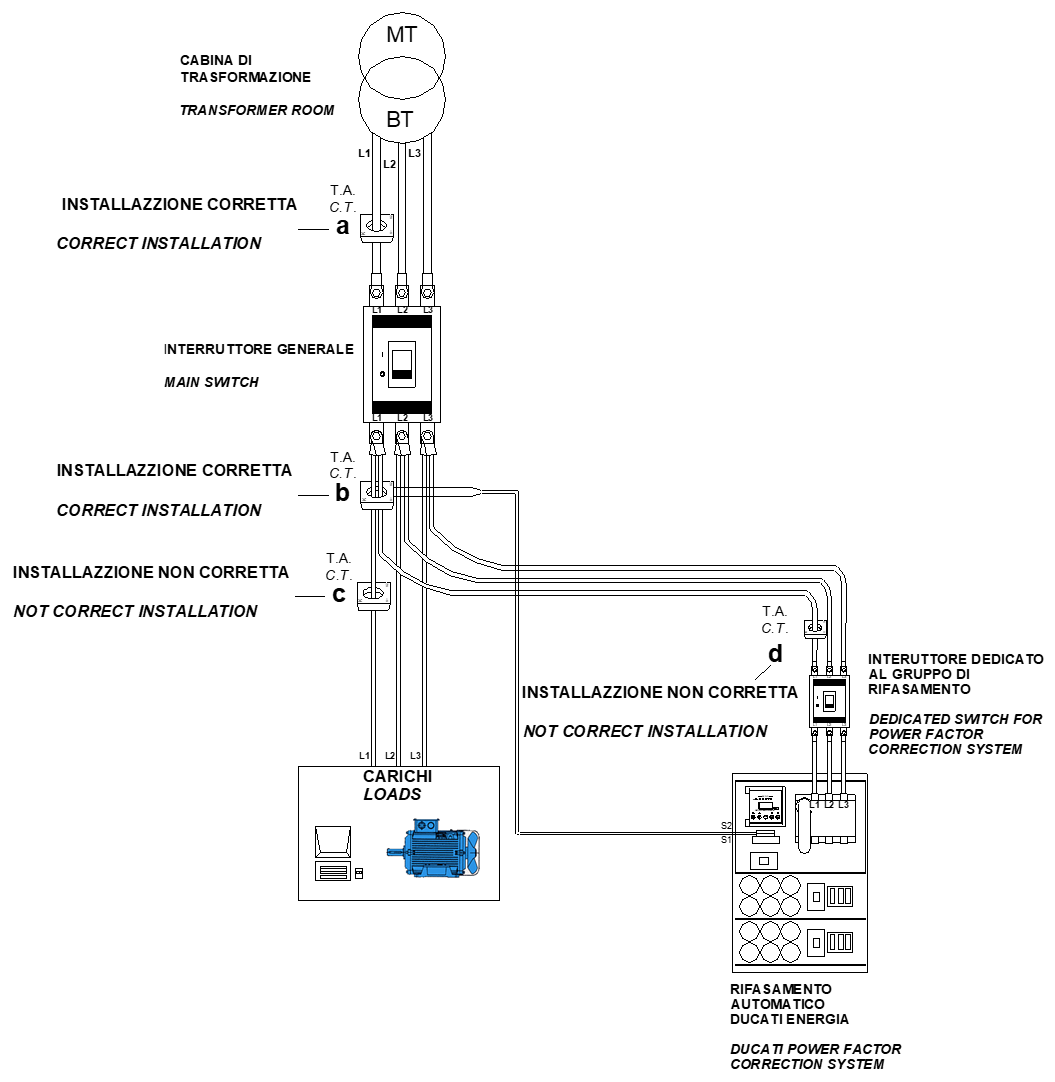 MT
CABINA DI
TRASFORMAZIONE
TRANSFORMER ROOM
BT
L1
L2
L3
T.A.
C.T.
a
INSTALLAZZIONE CORRETTA
CORRECT INSTALLATION
L1 L2 L3
INTERRUTTORE GENERALE
MAIN SWITCH
L1 L2 L3
T.A.
C.T.
b
INSTALLAZZIONE CORRETTA
CORRECT INSTALLATION
T.A.
C.T.
c
INSTALLAZZIONE NON CORRETTA
NOT CORRECT INSTALLATION
T.A.
C.T.
d
INSTALLAZZIONE NON CORRETTA
NOT CORRECT INSTALLATION
INTERUTTORE DEDICATO
AL GRUPPO DI
RIFASAMENTO
DEDICATED SWITCH FOR
POWER FACTOR
CORRECTION SYSTEM
L1 L2 L3
CARICHI
LOADS
L1 L2 L3
S2
S1
RIFASAMENTO
AUTOMATICO
DUCATI ENERGIA
DUCATI POWER FACTOR
CORRECTION SYSTEM